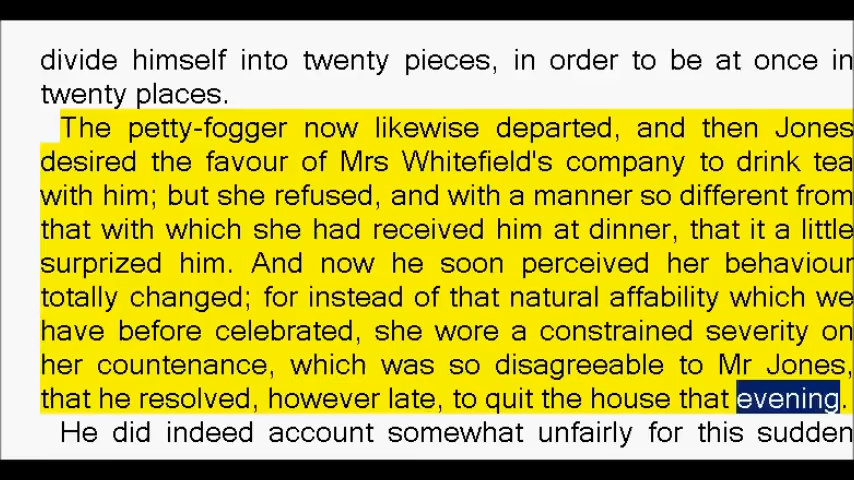 divide himself into twenty pieces, in order to be at once in
twenty places.
The petty-fogger now likewise departed, and then Jones
desired the favour of Mrs Whitefield's company to drink tea
with him; but she refused, and with a manner so different from
that with which she had received him at dinner, that it a little
surprized him. And now he soon perceived her behaviour
totally changed; for instead of that natural affability which we
have before celebrated, she wore a constrained severity on
her countenance, which was so disagreeable to Mr Jones,
that he resolved, however late, to quit the house that evening.
He did indeed account somewhat unfairly for this sudden